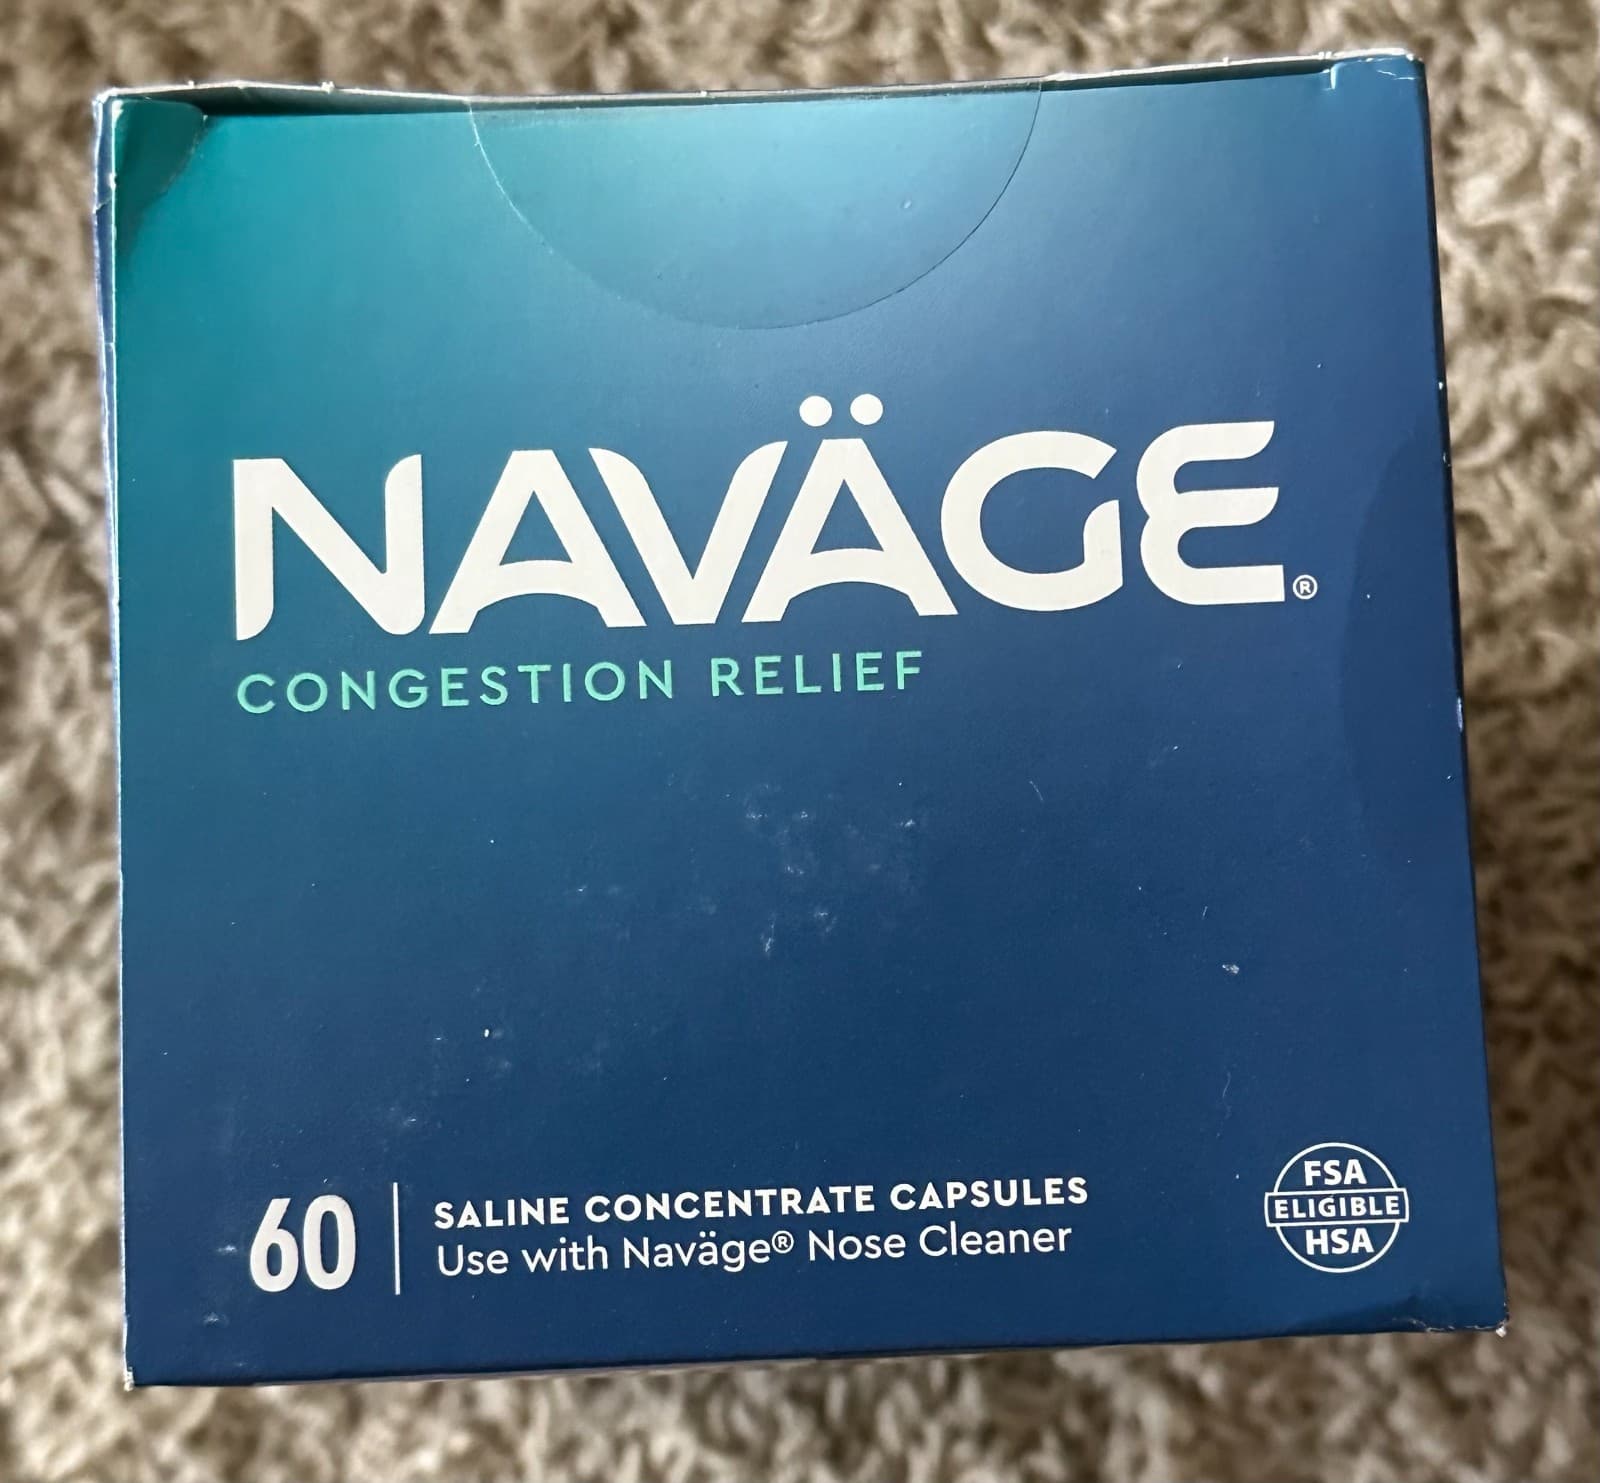 NAVÄGE®
CONGESTION RELIEF
60
SALINE CONCENTRATE CAPSULES
Use with Naväge® Nose Cleaner
FSA
ELIGIBLE
HSA